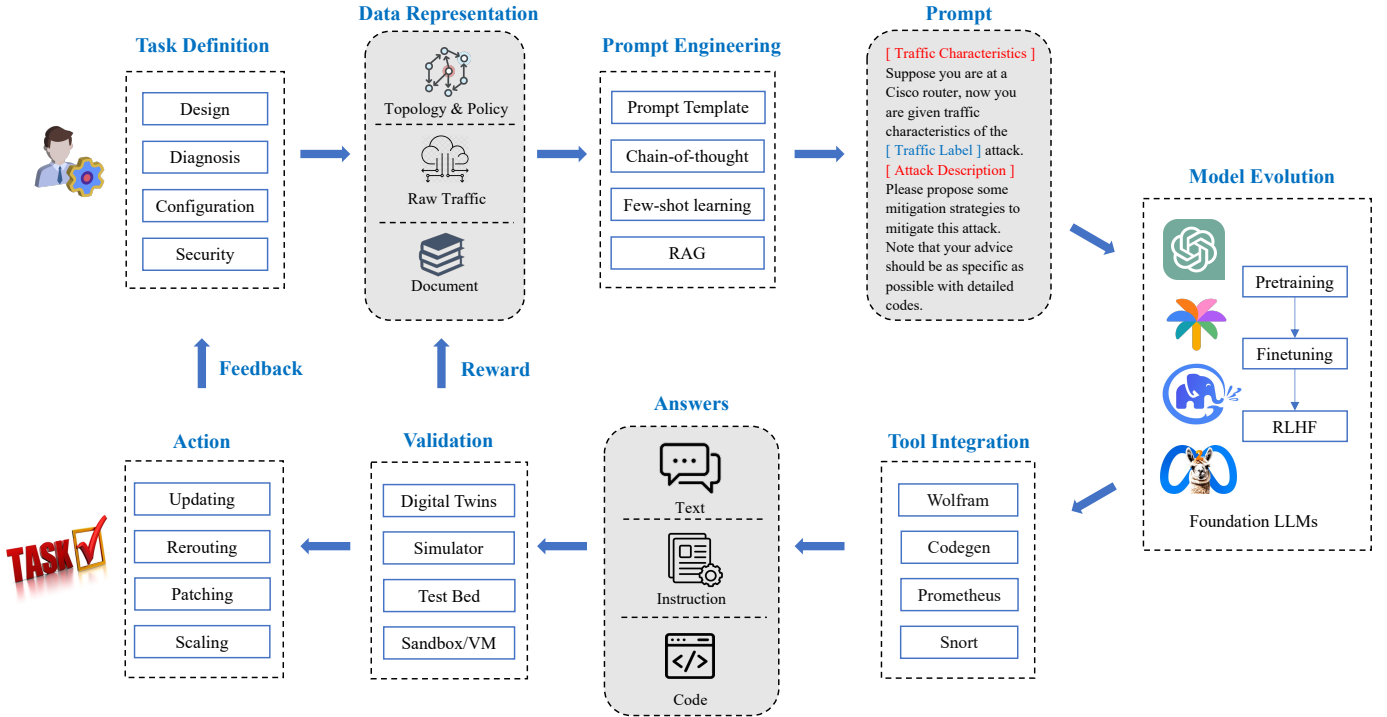 Task Definition
Design
Diagnosis
Configuration
Security
Data Representation
Topology & Policy
Raw Traffic
Document
Prompt Engineering
Prompt Template
Chain-of-thought
Few-shot learning
RAG
Prompt
[ Traffic Characteristics ]
Suppose you are at a
Cisco router, now you
are given traffic
characteristics of the
[ Traffic Label ] attack.
[ Attack Description ]
Please propose some
mitigation strategies to
mitigate this attack.
Note that your advice
should be as specific as
possible with detailed
codes.
Model Evolution
Pretraining
Finetuning
RLHF
Foundation LLMs
Feedback
Reward
Tool Integration
Wolfram
Codegen
Prometheus
Snort
Answers
Text
Instruction
Code
Validation
Digital Twins
Simulator
Test Bed
Sandbox/VM
Action
Updating
Rerouting
Patching
Scaling
TASK